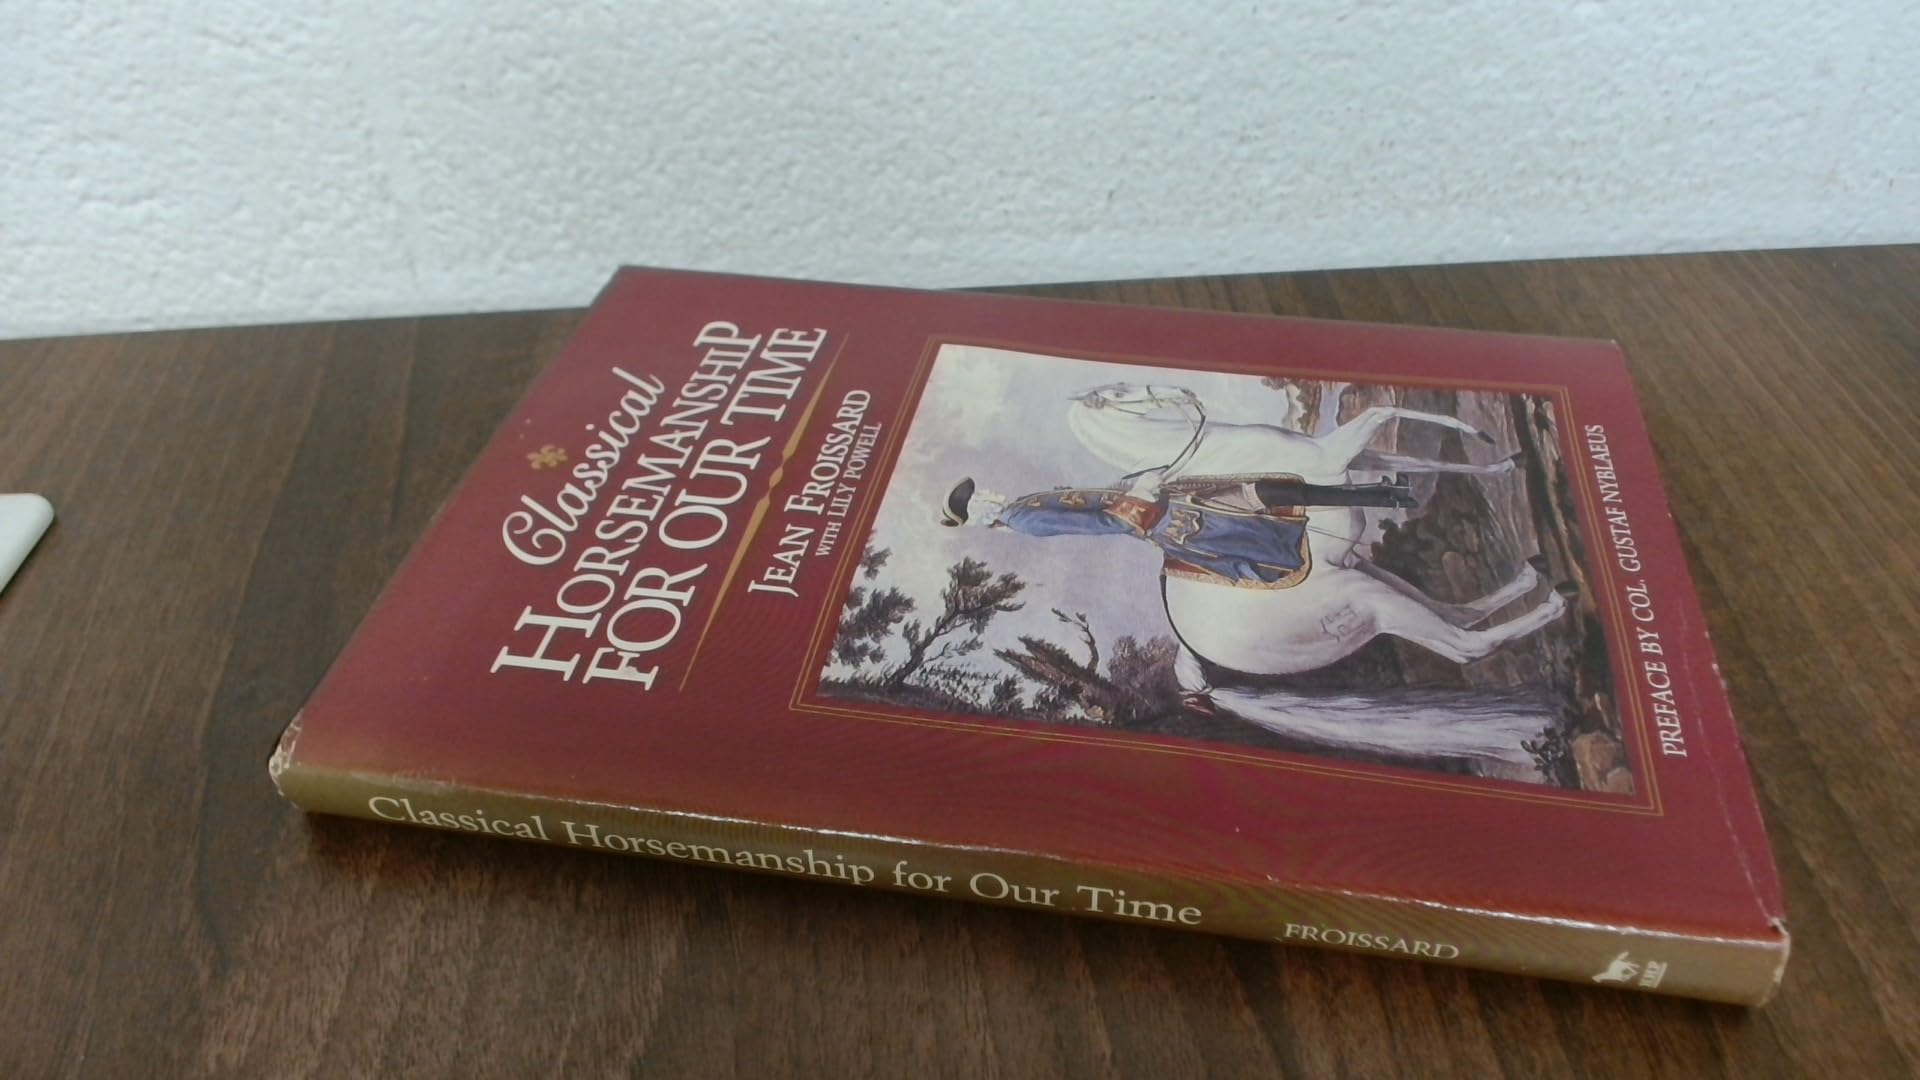 Classical
HORSEMANSHIP
FOR OUR TIME
JEAN FROISSARD
WITH LILY POWELL
PREFACE BY COL. GUSTAF NYBLAEUS
Classical Horsemanship for Our Time
FROISSARD